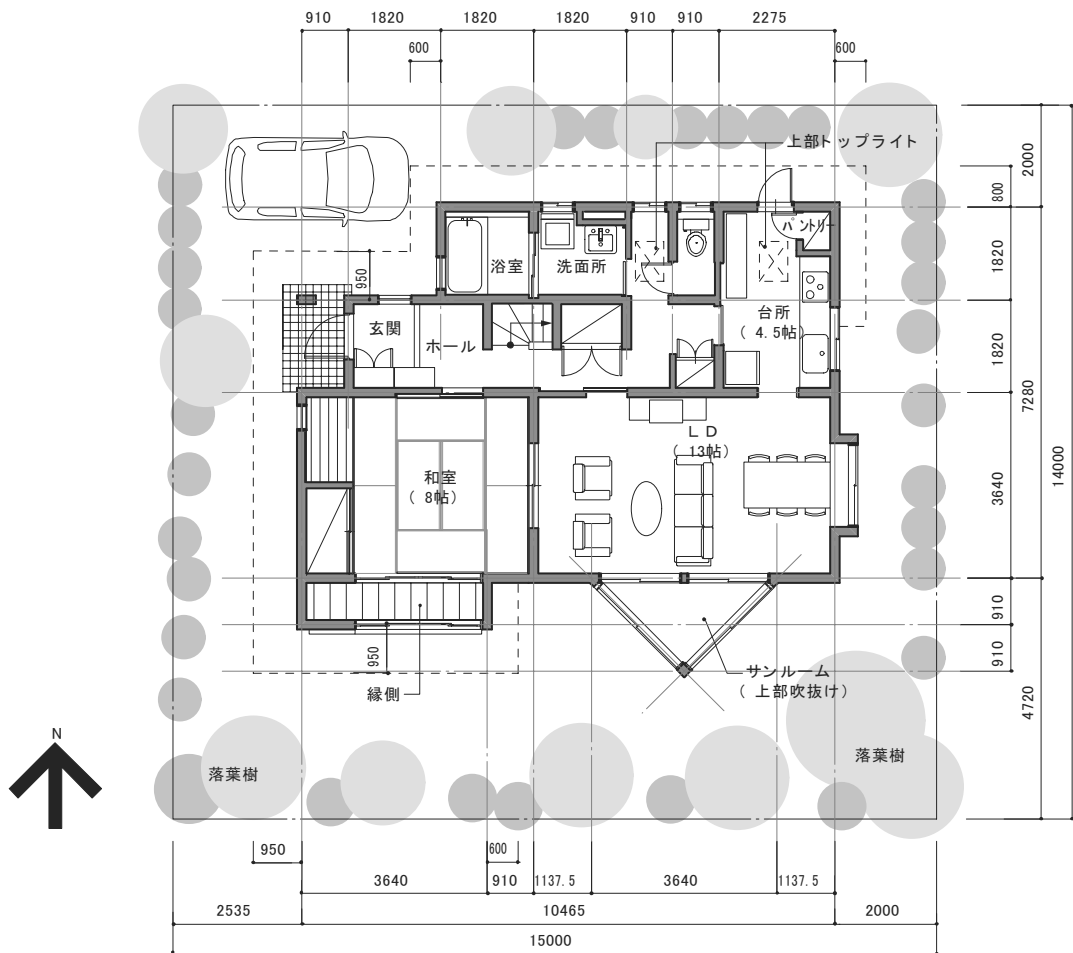 910
1820
1820
1820
910
910
2275
600
600
上部トップライト
2000
800
パントリー
950
浴室
洗面所
1820
玄関
ホール
台所
( 4.5帖)
1820
7280
14000
LD
( 13帖)
和室
( 8帖)
3640
910
950
サンルーム
( 上部吹抜け)
910
縁側
4720
N
落葉樹
落葉樹
950
600
3640
910
1137.5
3640
1137.5
2535
10465
2000
15000